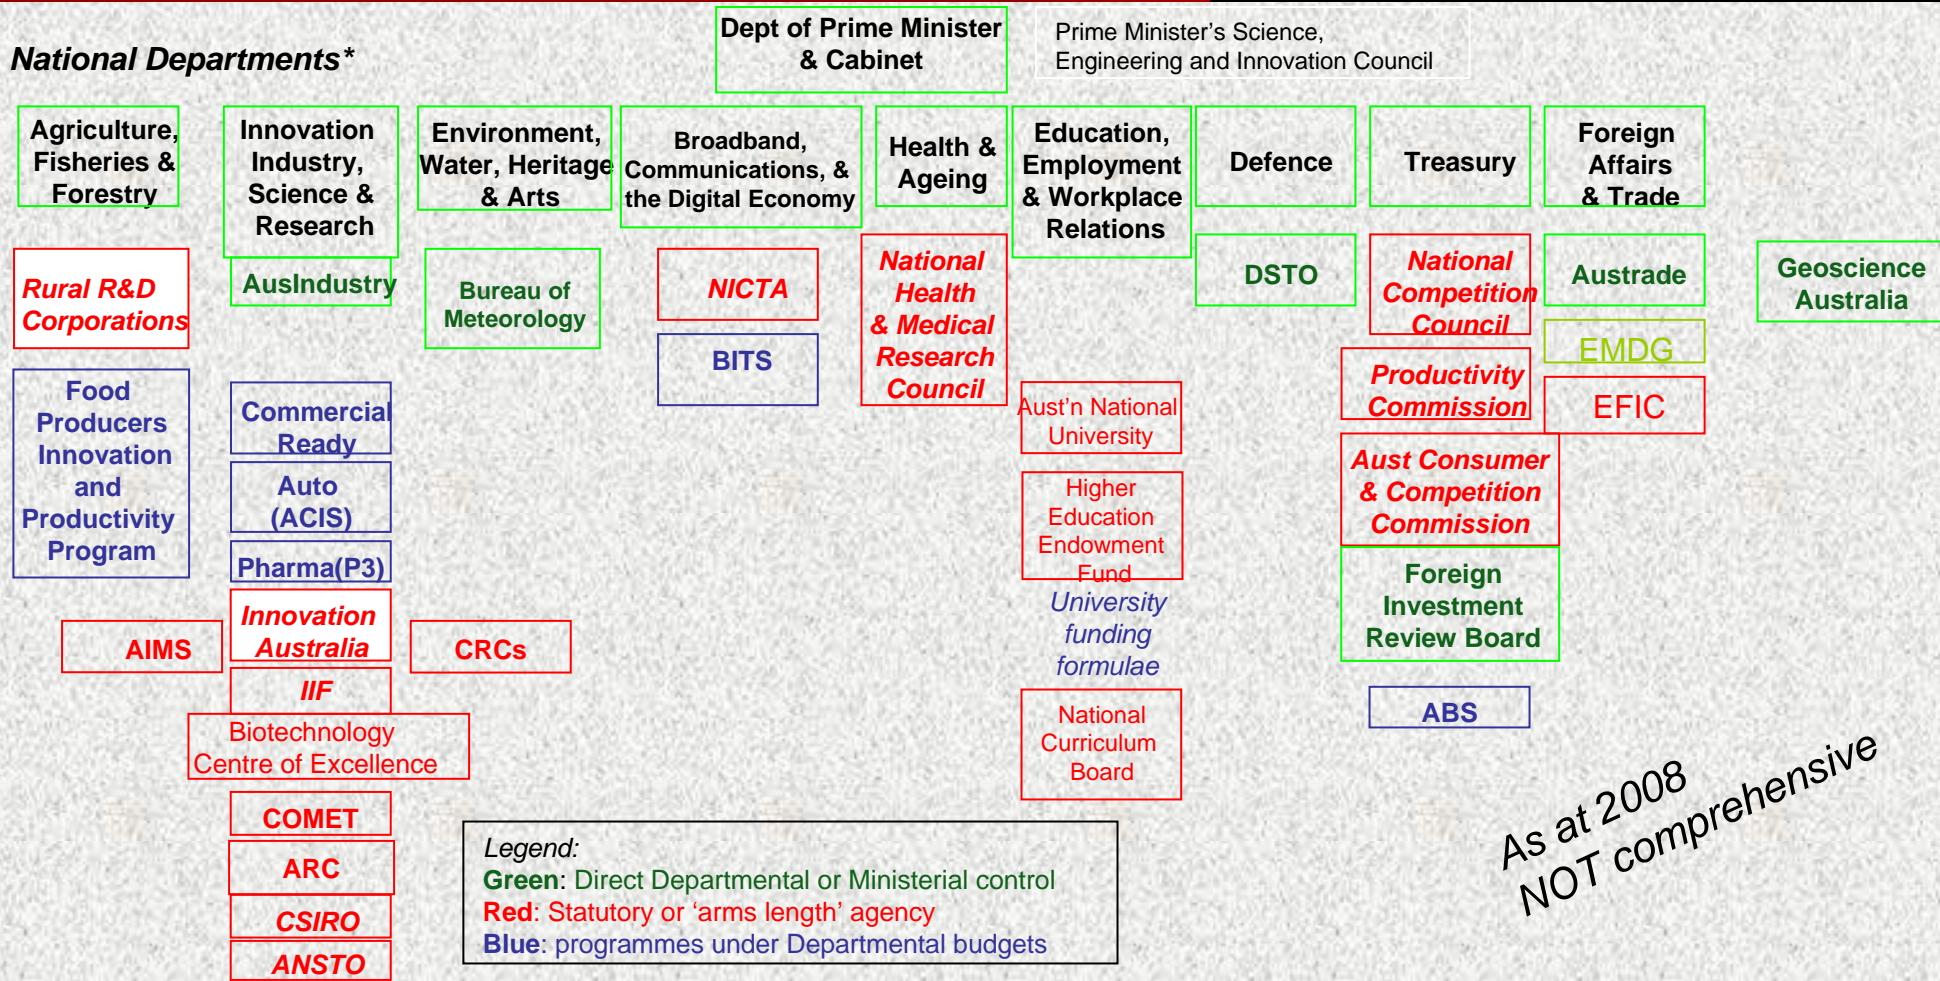 Dept of Prime Minister
& Cabinet
Prime Minister’s Science,
Engineering and Innovation Council
National Departments*
Agriculture,
Fisheries &
Forestry
Innovation
Industry,
Science &
Research
Environment,
Water, Heritage
& Arts
Broadband,
Communications, &
the Digital Economy
Health &
Ageing
Education,
Employment
& Workplace
Relations
Defence
Treasury
Foreign
Affairs
& Trade
Rural R&D
Corporations
AusIndustry
Bureau of
Meteorology
NICTA
BITS
National
Health
& Medical
Research
Council
DSTO
National
Competition
Council
Austrade
Geoscience
Australia
EMDG
EFIC
Productivity
Commission
Food
Producers
Innovation
and
Productivity
Program
Commercial
Ready
Auto
(ACIS)
Pharma(P3)
Aust’n National
University
Higher
Education
Endowment
Fund
University
funding
formulae
National
Curriculum
Board
Aust Consumer
& Competition
Commission
Foreign
Investment
Review Board
ABS
AIMS
Innovation
Australia
CRCs
IIF
Biotechnology
Centre of Excellence
COMET
ARC
CSIRO
ANSTO
Legend:
Green: Direct Departmental or Ministerial control
Red: Statutory or ‘arms length’ agency
Blue: programmes under Departmental budgets
As at 2008
NOT comprehensive